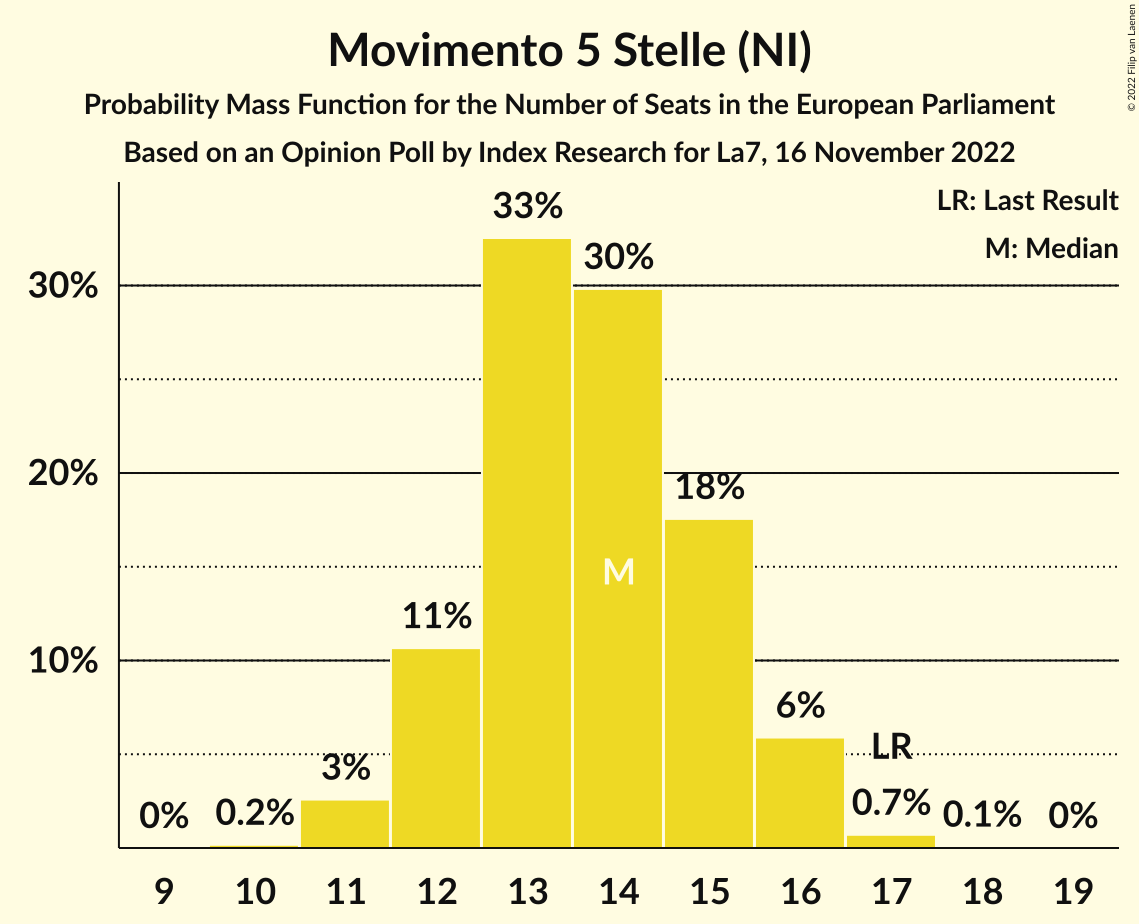 Movimento 5 Stelle (NI)
Probability Mass Function for the Number of Seats in the European Parliament
Based on an Opinion Poll by Index Research for La7, 16 November 2022
© 2022 Filip van Laenen
LR: Last Result
M: Median
30%
20%
10%
0%
0.2%
3%
11%
33%
30%
M
18%
6%
LR
0.7%
0.1%
0%
9 10 11 12 13 14 15 16 17 18 19